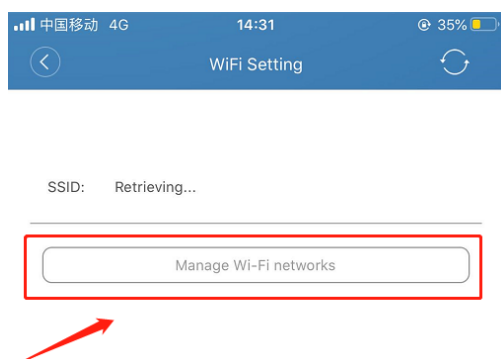 中国移动 4G 14:31 35%
WiFi Setting
SSID: Retrieving...
Manage Wi-Fi networks